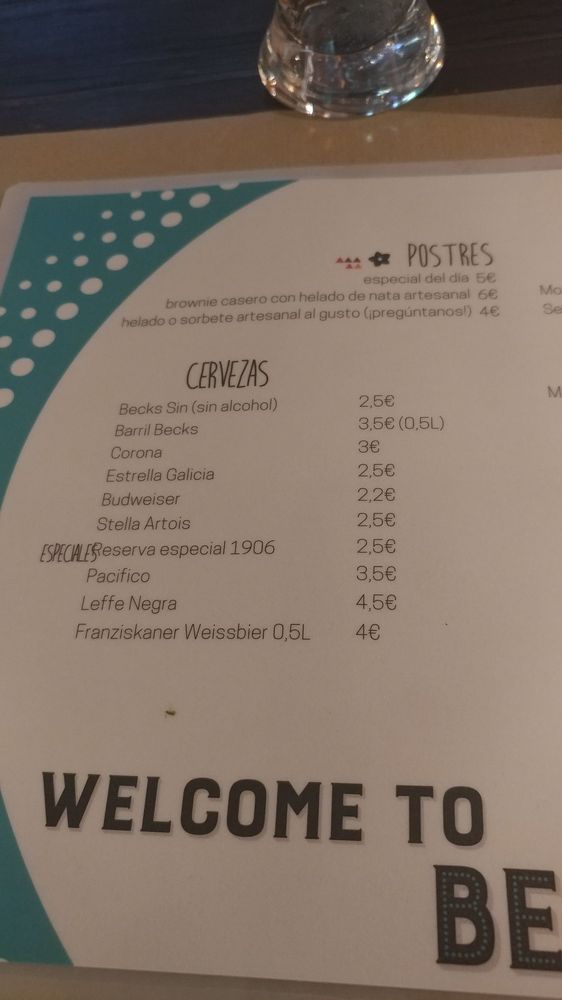 POSTRES
especial del día 5€
brownie casero con helado de nata artesanal 6€
helado o sorbete artesanal al gusto (¡pregúntanos!) 4€
Mo
Se
M
CERVEZAS
Becks Sin (sin alcohol) 2,5€
Barril Becks 3,5€ (0,5L)
Corona 3€
Estrella Galicia 2,5€
Budweiser 2,2€
Stella Artois 2,5€
ESPECIALES Reserva especial 1906 2,5€
Pacifico 3,5€
Leffe Negra 4,5€
Franziskaner Weissbier 0,5L 4€
WELCOME TO
BE